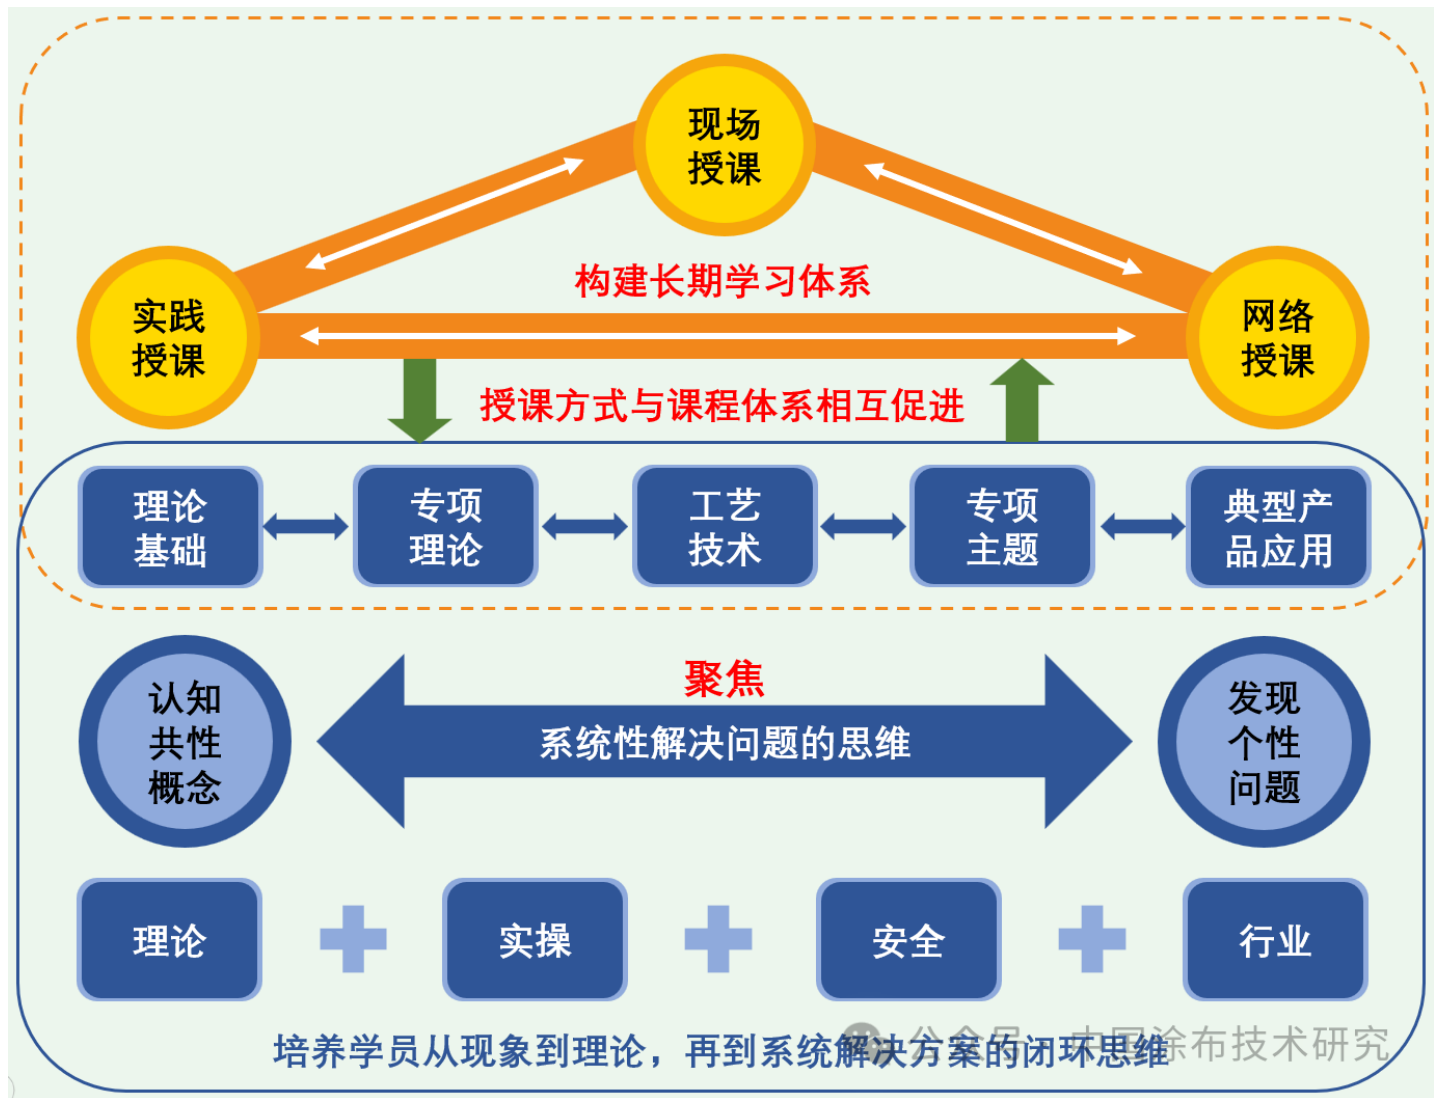 现场
授课
实践
授课
网络
授课
构建长期学习体系
授课方式与课程体系相互促进
理论
基础
专项
理论
工艺
技术
专项
主题
典型产
品应用
认知
共性
概念
聚焦
系统性解决问题的思维
发现
个性
问题
理论
实操
安全
行业
培养学员从现象到理论，再到系统解决方案的闭环思维
公众号·中国涂布技术研究